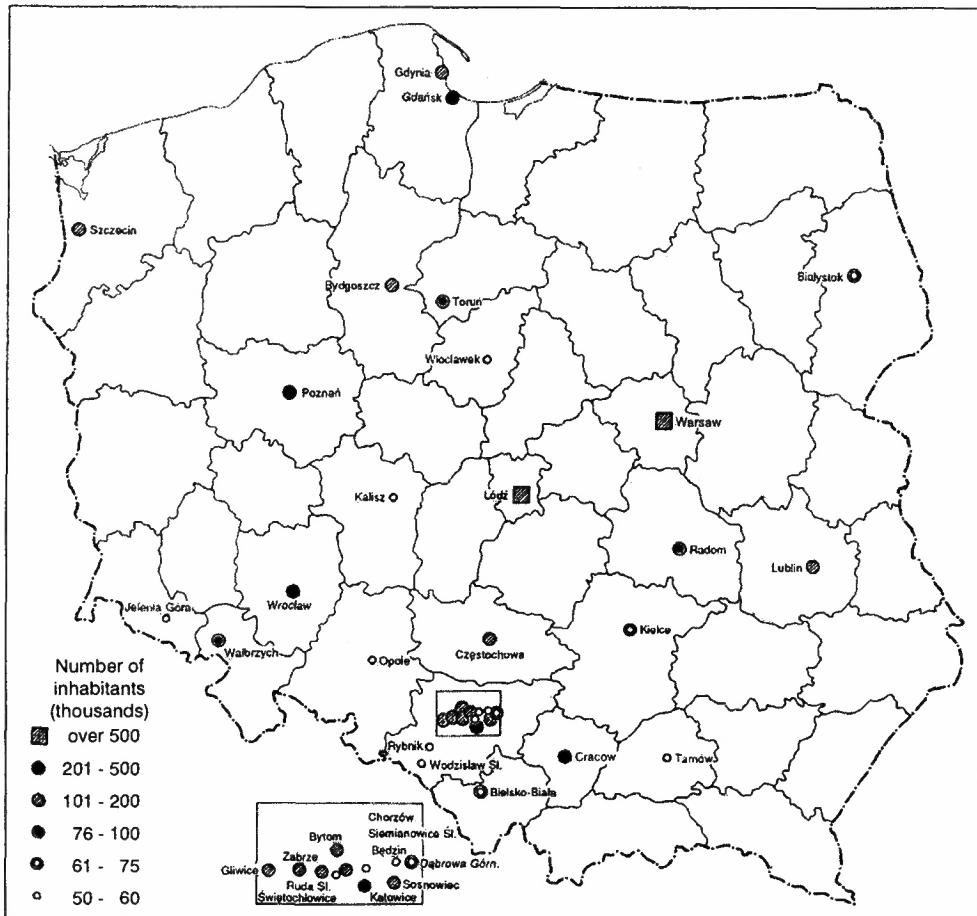 Gdynia
Gdańsk
Szczecin
Bydgoszcz
Toruń
Białystok
Włocławek
Poznań
Warsaw
Kalisz
Łódź
Radom
Lublin
Jelenia Góra
Wrocław
Wałbrzych
Kielce
Częstochowa
Opole
Rybnik
Wodzisław Śl.
Cracow
Tarnów
Bielsko-Biała
Number of
inhabitants
(thousands)
over 500
201 - 500
101 - 200
76 - 100
61 - 75
50 - 60
Chorzów
Siemianowice Śl.
Bytom
Będzin
Zabrze
Dąbrowa Górn.
Gliwice
Ruda Śl.
Sosnowiec
Świętochłowice
Katowice